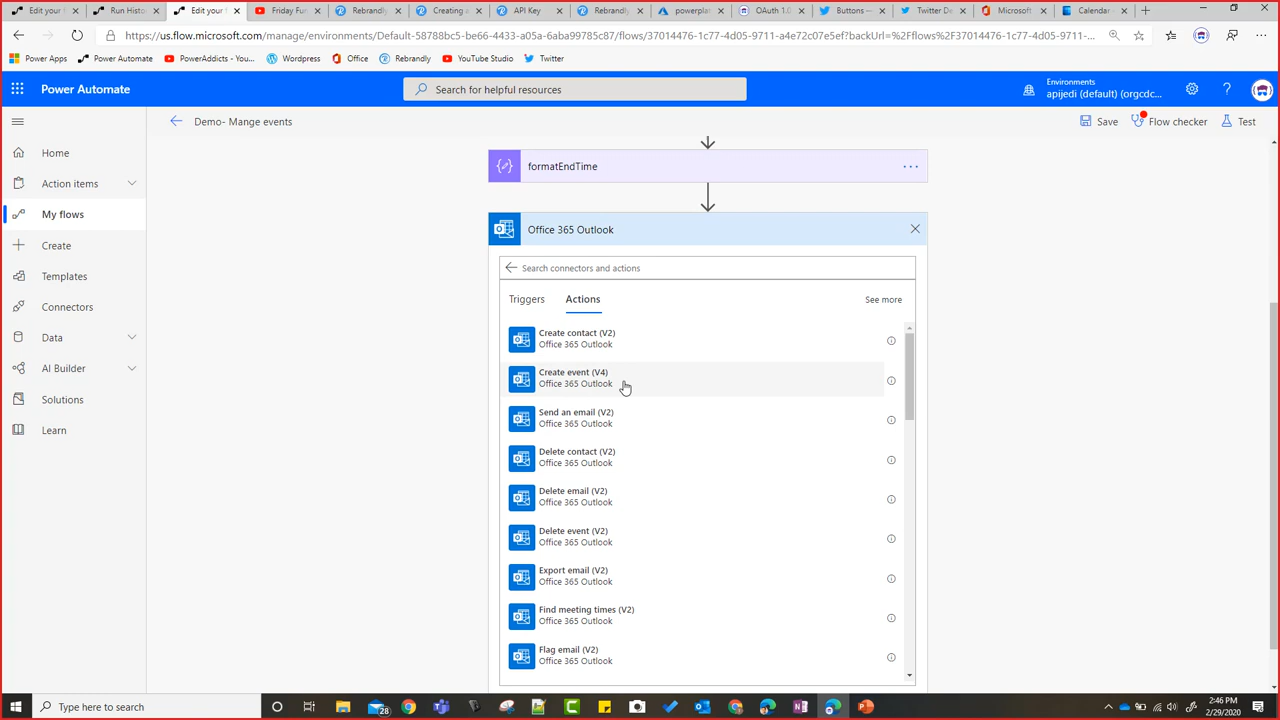 Edit your f
Run Histo
Edit your f
Friday Fun
Rebrandly
Creating a
API Key
Rebrandly
powerplat
OAuth 1.0
Buttons —
Twitter De
Microsoft
Calendar
https://us.flow.microsoft.com/manage/environments/Default-58788bc5-be66-4433-a05a-6aba99785c87/flows/37014476-1c77-4d05-9711-a4e72c07e5ef?backUrl=%2Fflows%2F37014476-1c77-4d05-9711-...
Power Apps
Power Automate
PowerAddicts - You...
Wordpress
Office
Rebrandly
YouTube Studio
Twitter
Power Automate
Search for helpful resources
Environments
apijedi (default) (orgcdc...
?
Demo- Mange events
Save
Flow checker
Test
Home
Action items
My flows
Create
Templates
Connectors
Data
AI Builder
Solutions
Learn
formatEndTime
Office 365 Outlook
Search connectors and actions
Triggers
Actions
See more
Create contact (V2)
Office 365 Outlook
Create event (V4)
Office 365 Outlook
Send an email (V2)
Office 365 Outlook
Delete contact (V2)
Office 365 Outlook
Delete email (V2)
Office 365 Outlook
Delete event (V2)
Office 365 Outlook
Export email (V2)
Office 365 Outlook
Find meeting times (V2)
Office 365 Outlook
Flag email (V2)
Office 365 Outlook
Type here to search
28
2:46 PM
2/29/2020